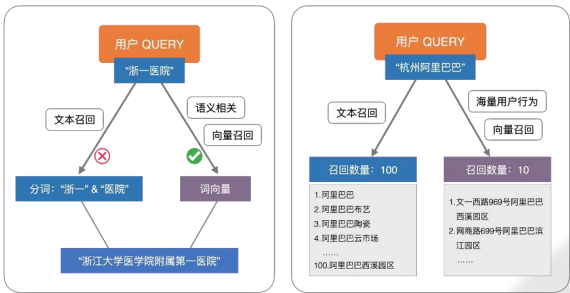 用户 QUERY
“浙一医院”
文本召回
语义相关
向量召回
分词：“浙一” & “医院”
词向量
“浙江大学医学院附属第一医院”
用户 QUERY
“杭州阿里巴巴”
文本召回
海量用户行为
向量召回
召回数量：100
1.阿里巴巴
2.阿里巴巴布艺
3.阿里巴巴陶瓷
4.阿里巴巴云市场
……
100.阿里巴巴西溪园区
召回数量：10
1.文一西路969号阿里巴巴
西溪园区
2.网商路699号阿里巴巴滨
江园区
……